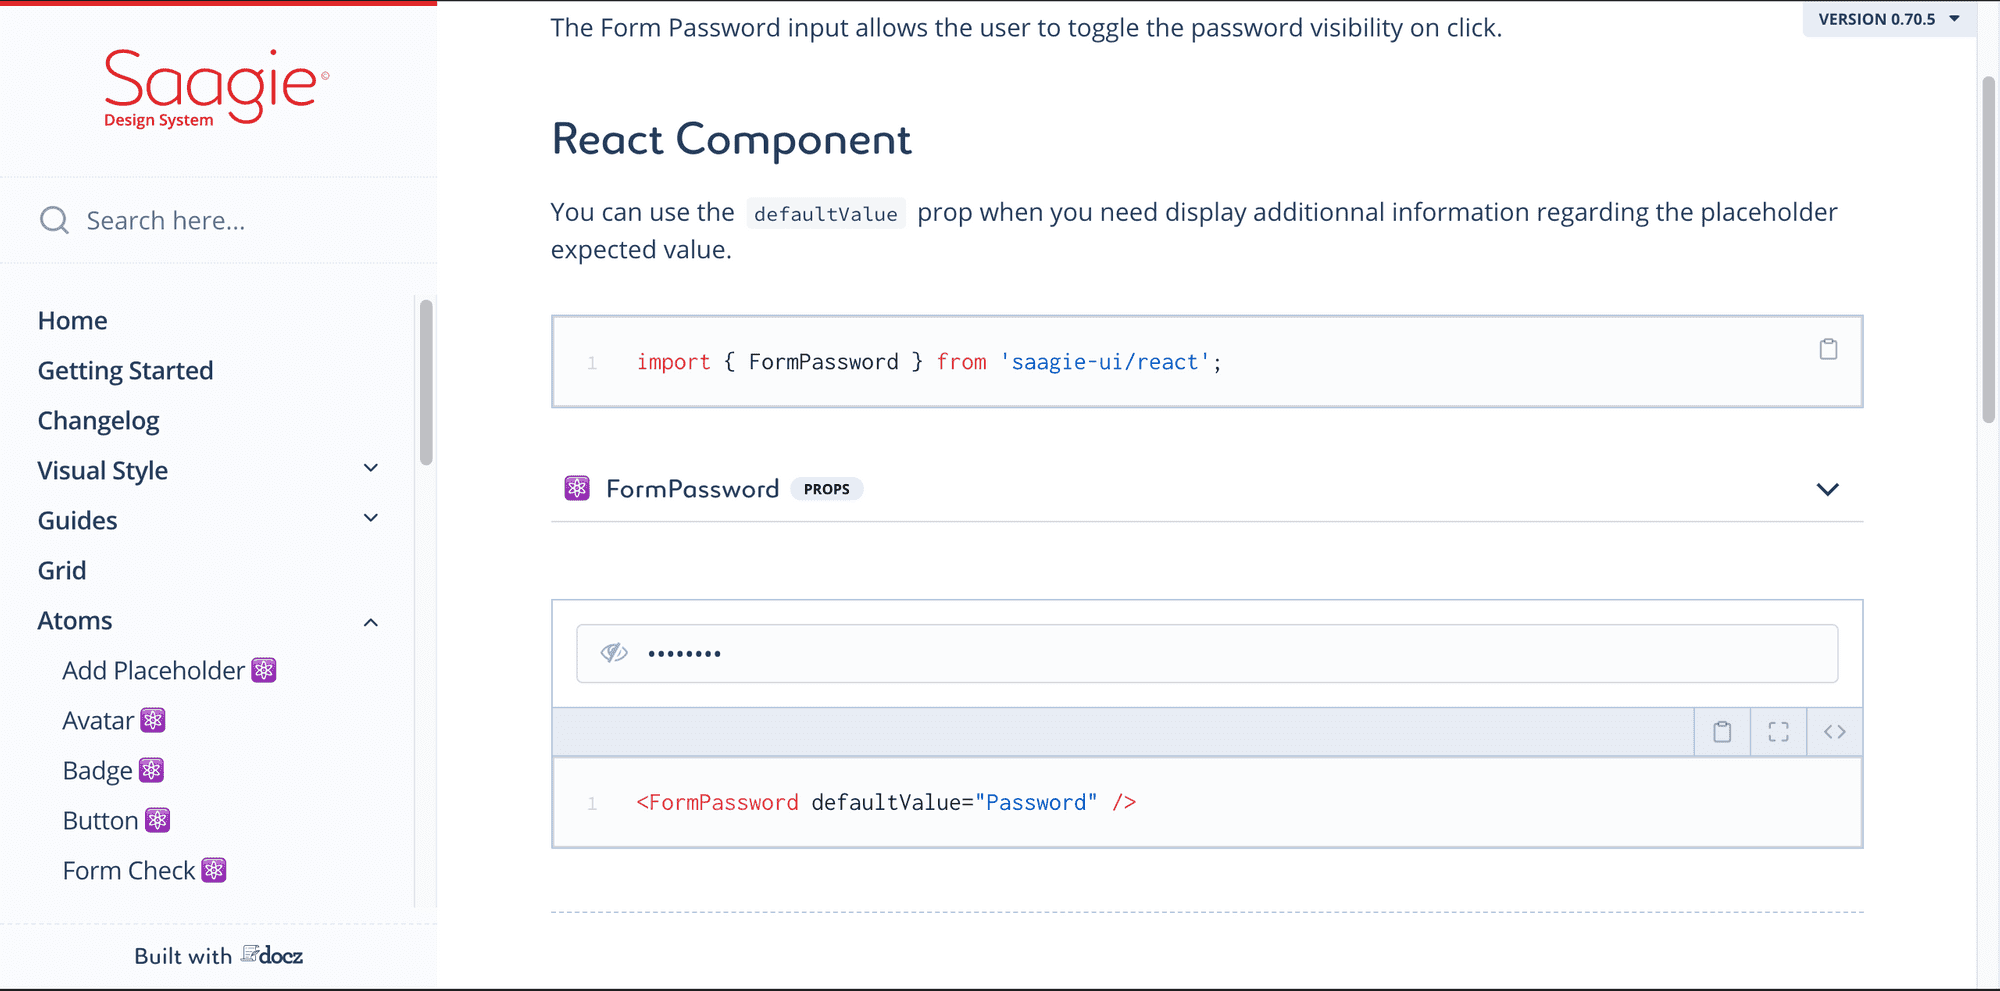 Saagie©
Design System
Search here...
Home
Getting Started
Changelog
Visual Style
Guides
Grid
Atoms
Add Placeholder
Avatar
Badge
Button
Form Check
Built with docz
VERSION 0.70.5
The Form Password input allows the user to toggle the password visibility on click.
React Component
You can use the defaultValue prop when you need display additionnal information regarding the placeholder
expected value.
1 import { FormPassword } from 'saagie-ui/react';
FormPassword PROPS
••••••••
1 <FormPassword defaultValue="Password" />